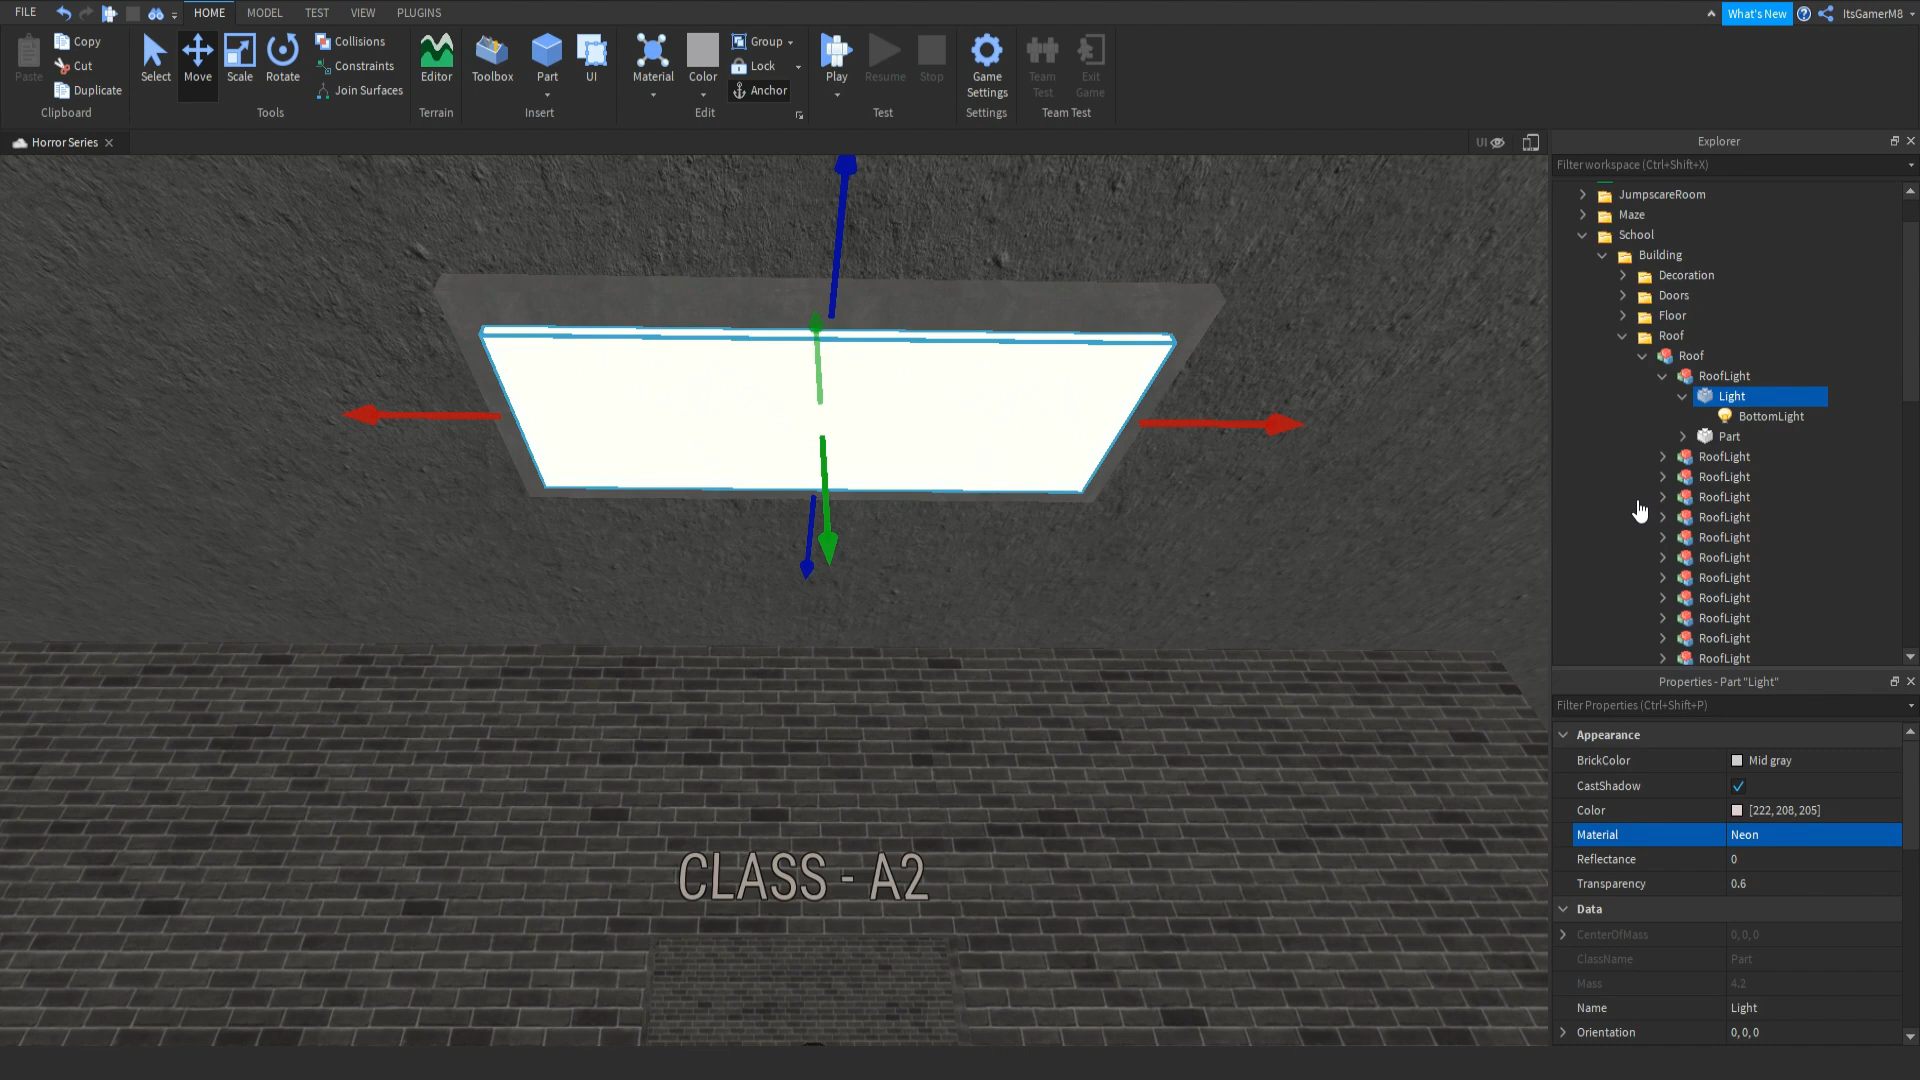 FILE HOME MODEL TEST VIEW PLUGINS What's New ItsGamerM8
Paste Copy Cut Duplicate Clipboard
Select Move Scale Rotate Collisions Constraints Join Surfaces Tools
Editor Terrain
Toolbox Part UI Insert
Material Color Group Lock Anchor Edit
Play Resume Stop Test
Game Settings Settings
Team Test Exit Game Team Test
Horror Series
UI
CLASS - A2
Explorer
Filter workspace (Ctrl+Shift+X)
JumpscareRoom
Maze
School
Building
Decoration
Doors
Floor
Roof
Roof
RoofLight
Light
BottomLight
Part
RoofLight
RoofLight
RoofLight
RoofLight
RoofLight
RoofLight
RoofLight
RoofLight
RoofLight
RoofLight
RoofLight
Properties - Part "Light"
Filter Properties (Ctrl+Shift+P)
Appearance
BrickColor Mid gray
CastShadow
Color [222, 208, 205]
Material Neon
Reflectance 0
Transparency 0.6
Data
CenterOfMass 0, 0, 0
ClassName Part
Mass 4.2
Name Light
Orientation 0, 0, 0